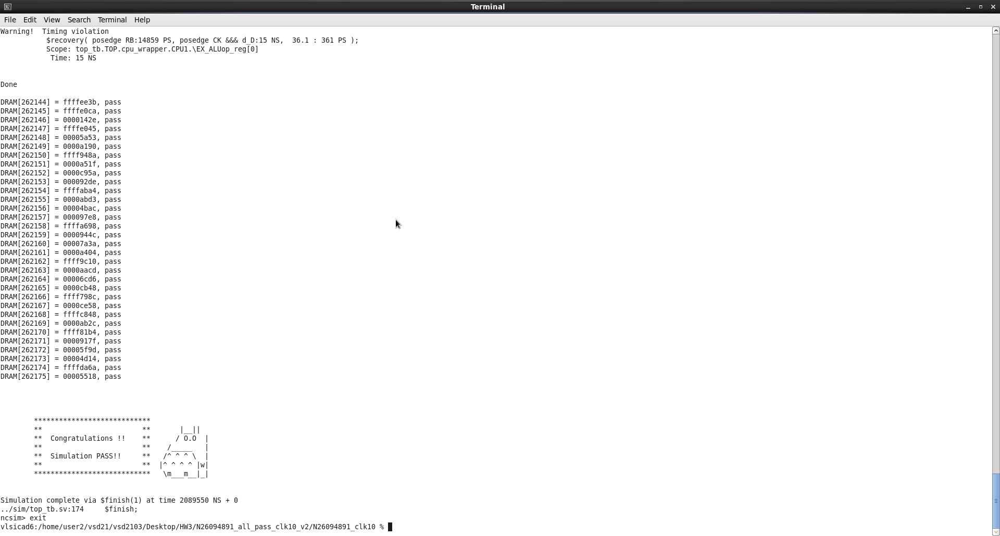 Terminal
File Edit View Search Terminal Help
Warning!  Timing violation
           $recovery( posedge RB:14859 PS, posedge CK &&& d_D:15 NS,  36.1 : 361 PS );
           Scope: top_tb.TOP.cpu_wrapper.CPU1.\EX_ALUop_reg[0]
            Time: 15 NS
Done
DRAM[262144] = ffffee3b, pass
DRAM[262145] = ffffe0ca, pass
DRAM[262146] = 0000142e, pass
DRAM[262147] = ffffe045, pass
DRAM[262148] = 00005a53, pass
DRAM[262149] = 0000a190, pass
DRAM[262150] = ffff948a, pass
DRAM[262151] = 0000a51f, pass
DRAM[262152] = 0000c95a, pass
DRAM[262153] = 000092de, pass
DRAM[262154] = ffffaba4, pass
DRAM[262155] = 0000abd3, pass
DRAM[262156] = 00004bac, pass
DRAM[262157] = 000097e8, pass
DRAM[262158] = ffffa698, pass
DRAM[262159] = 0000944c, pass
DRAM[262160] = 00007a3a, pass
DRAM[262161] = 0000a404, pass
DRAM[262162] = ffff9c10, pass
DRAM[262163] = 0000aacd, pass
DRAM[262164] = 00006cd6, pass
DRAM[262165] = 0000cb48, pass
DRAM[262166] = ffff798c, pass
DRAM[262167] = 0000ce58, pass
DRAM[262168] = ffffc848, pass
DRAM[262169] = 0000ab2c, pass
DRAM[262170] = ffff81b4, pass
DRAM[262171] = 0000917f, pass
DRAM[262172] = 00005f9d, pass
DRAM[262173] = 00004d14, pass
DRAM[262174] = ffffda6a, pass
DRAM[262175] = 00005518, pass
        ****************************
        **                        **       |__||
        **  Congratulations !!    **      / O.O  |
        **                        **    /_____   |
        **  Simulation PASS!!     **   /^ ^ ^ \  |
        **                        **  |^ ^ ^ ^ |w|
        ****************************   \m___m__|_|
Simulation complete via $finish(1) at time 2089550 NS + 0
../sim/top_tb.sv:174     $finish;
ncsim> exit
vlsicad6:/home/user2/vsd21/vsd2103/Desktop/HW3/N26094891_all_pass_clk10_v2/N26094891_clk10 %